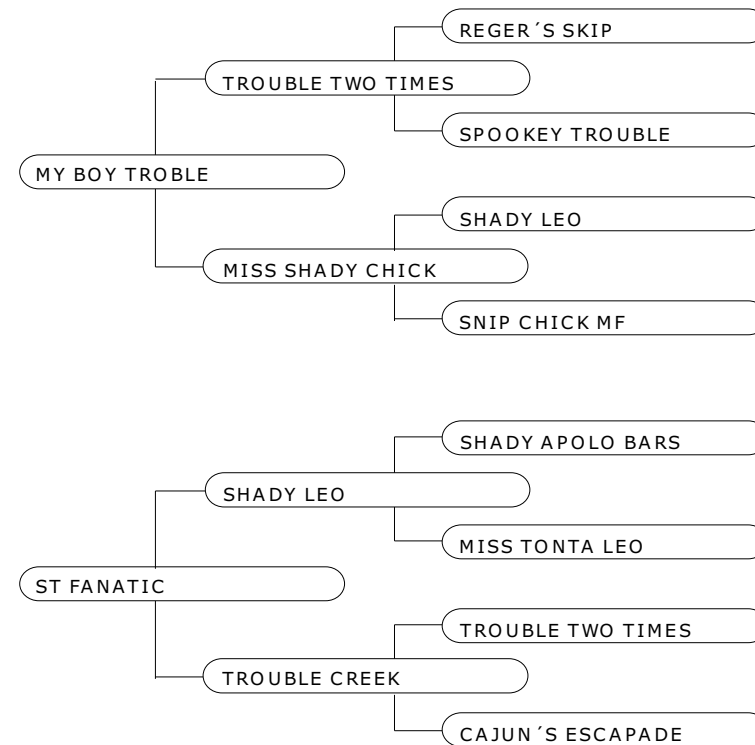 REGER´S SKIP
TROUBLE TWO TIMES
SPOOKEY TROUBLE
MY BOY TROBLE
SHADY LEO
MISS SHADY CHICK
SNIP CHICK MF
SHADY APOLO BARS
SHADY LEO
MISS TONTA LEO
ST FANATIC
TROUBLE TWO TIMES
TROUBLE CREEK
CAJUN´S ESCAPADE